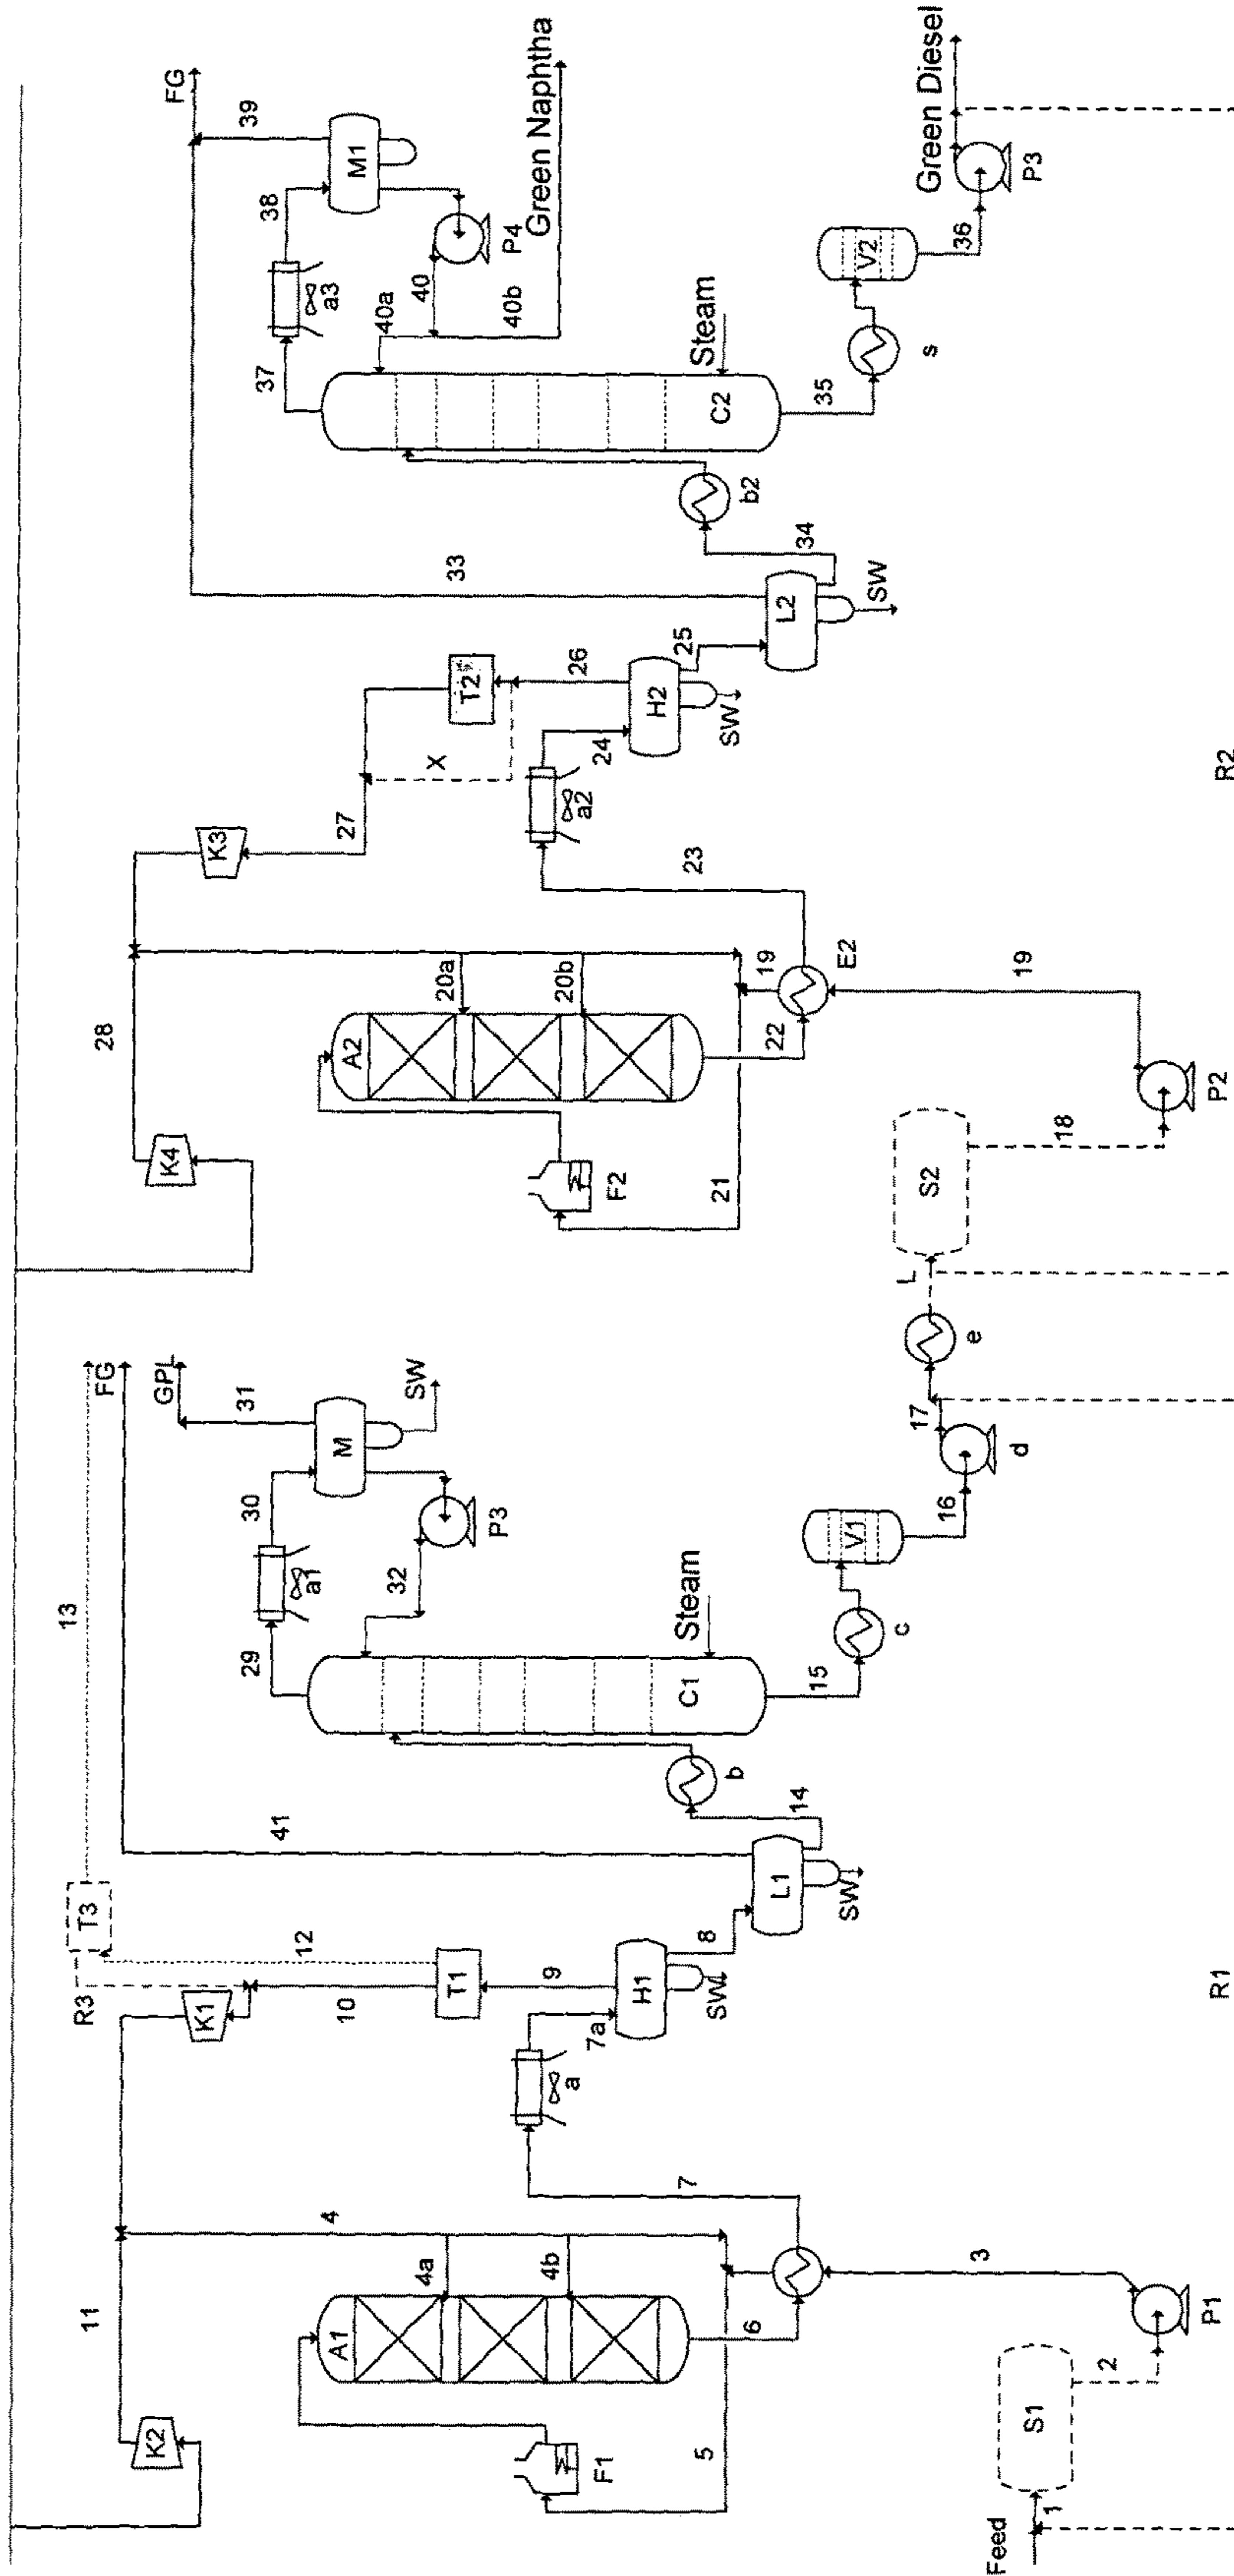 FG
39
M1
38
a3
37
P4
40
40a
40b
Green Naphtha
Steam
C2
35
s
V2
36
P3
Green Diesel
b2
34
33
L2
SW
25
26
H2
SW
T2
X
24
a2
23
27
K3
28
K4
A2
20a
20b
19
E2
19
22
21
F2
P2
18
S2
L
e
17
d
16
R2
13
FG
GPL
31
SW
M
30
a1
29
32
P3
Steam
C1
15
c
V1
b
14
41
L1
SW
8
9
H1
SW
T3
12
T1
R3
K1
10
7a
a
7
11
K2
4
A1
4a
4b
6
5
F1
3
P1
2
S1
1
Feed
R1